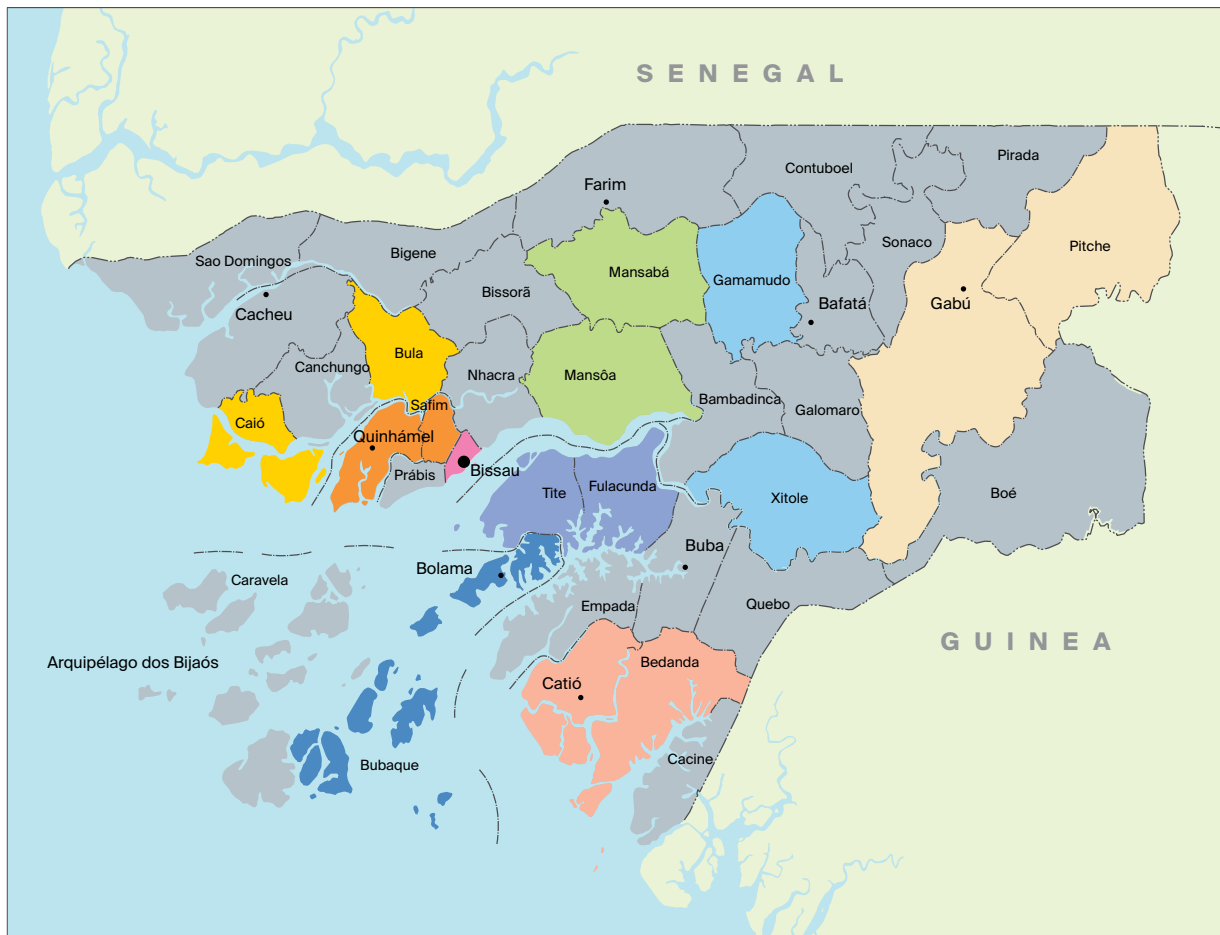 SENEGAL
Pirada
Contuboel
Farim
Sonaco
Pitche
Bigene
Sao Domingos
Mansabá
Gamamudo
Bissorã
Bafatá
Gabú
Cacheu
Bula
Canchungo
Nhacra
Mansôa
Bambadinca
Galomaro
Safim
Caió
Quinhámel
Bissau
Prábis
Tite
Fulacunda
Xitole
Boé
Buba
Bolama
Caravela
Empada
Quebo
GUINEA
Arquipélago dos Bijaós
Bedanda
Catió
Cacine
Bubaque